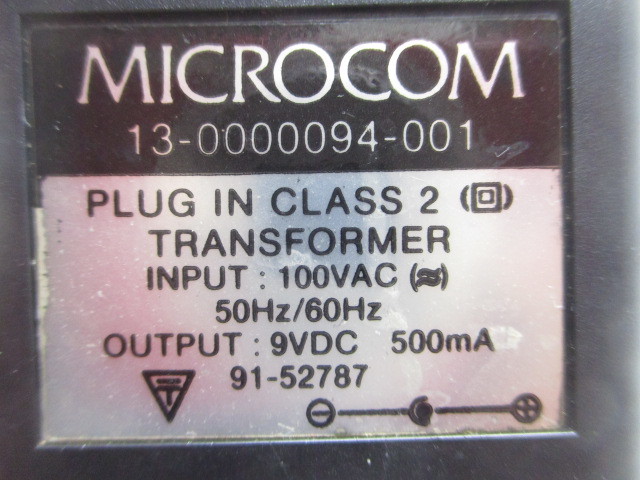 MICROCOM
13-0000094-001
PLUG IN CLASS 2
TRANSFORMER
INPUT : 100VAC (≈)
50Hz/60Hz
OUTPUT : 9VDC 500mA
91-52787
T